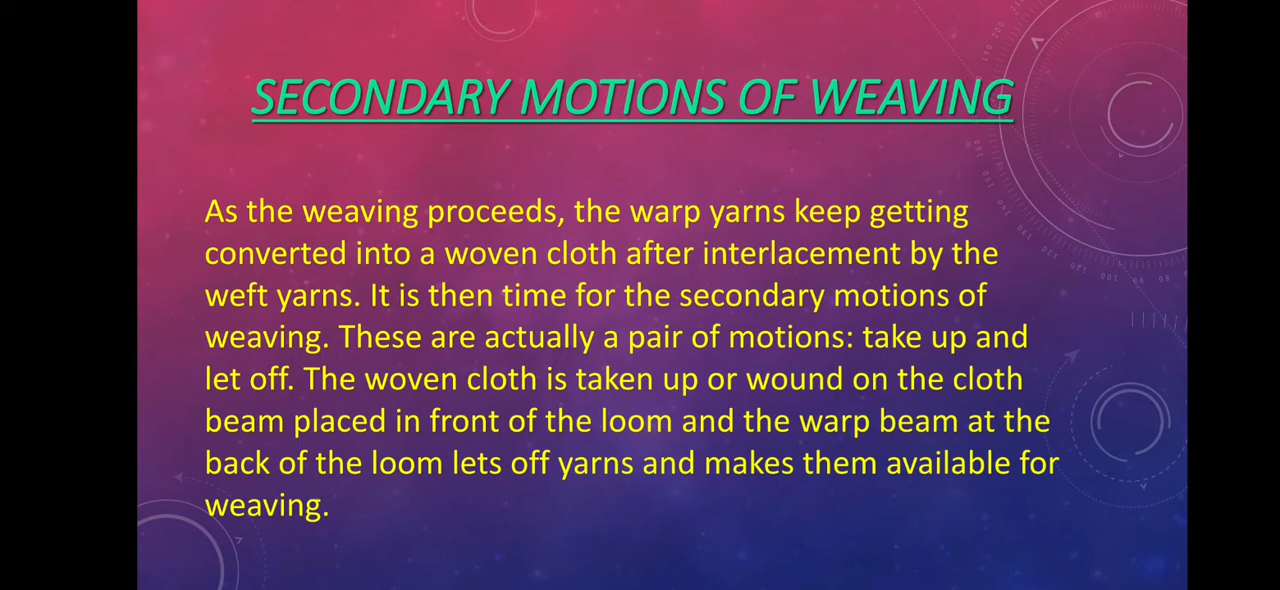 SECONDARY MOTIONS OF WEAVING
As the weaving proceeds, the warp yarns keep getting
converted into a woven cloth after interlacement by the
weft yarns. It is then time for the secondary motions of
weaving. These are actually a pair of motions: take up and
let off. The woven cloth is taken up or wound on the cloth
beam placed in front of the loom and the warp beam at the
back of the loom lets off yarns and makes them available for
weaving.